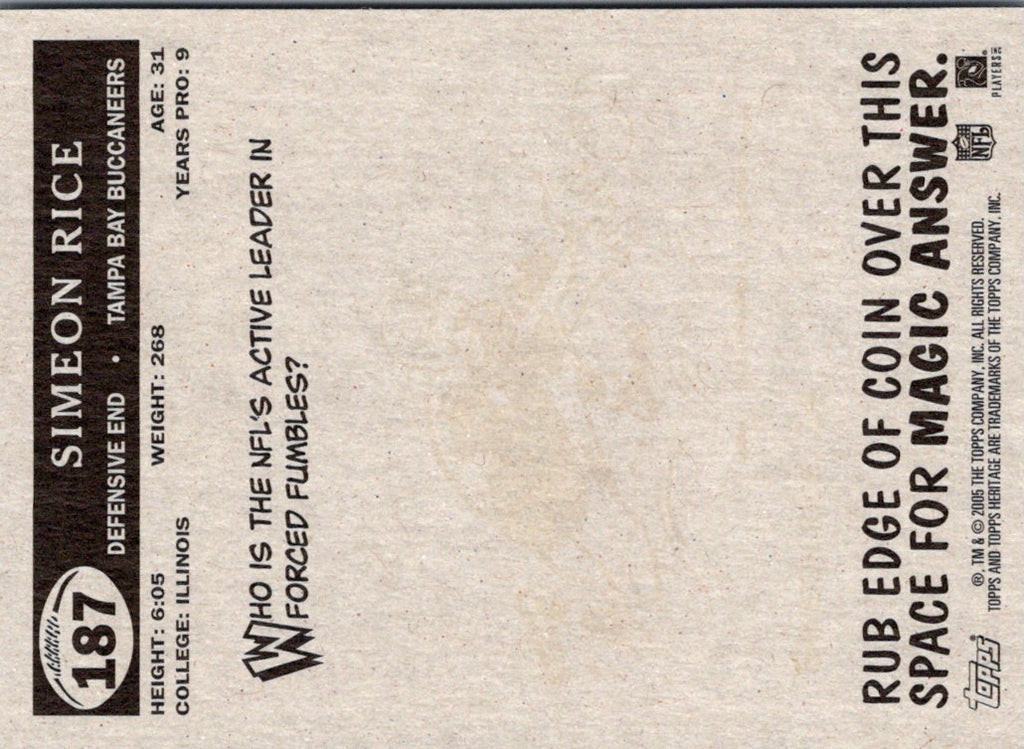 187
SIMEON RICE
DEFENSIVE END • TAMPA BAY BUCCANEERS
HEIGHT: 6:05 WEIGHT: 268 AGE: 31
COLLEGE: ILLINOIS YEARS PRO: 9
WHO IS THE NFL'S ACTIVE LEADER IN
FORCED FUMBLES?
RUB EDGE OF COIN OVER THIS
SPACE FOR MAGIC ANSWER.
Topps®
®, TM & © 2005 THE TOPPS COMPANY, INC. ALL RIGHTS RESERVED.
TOPPS AND TOPPS HERITAGE ARE TRADEMARKS OF THE TOPPS COMPANY, INC.
NFL
PLAYERS INC